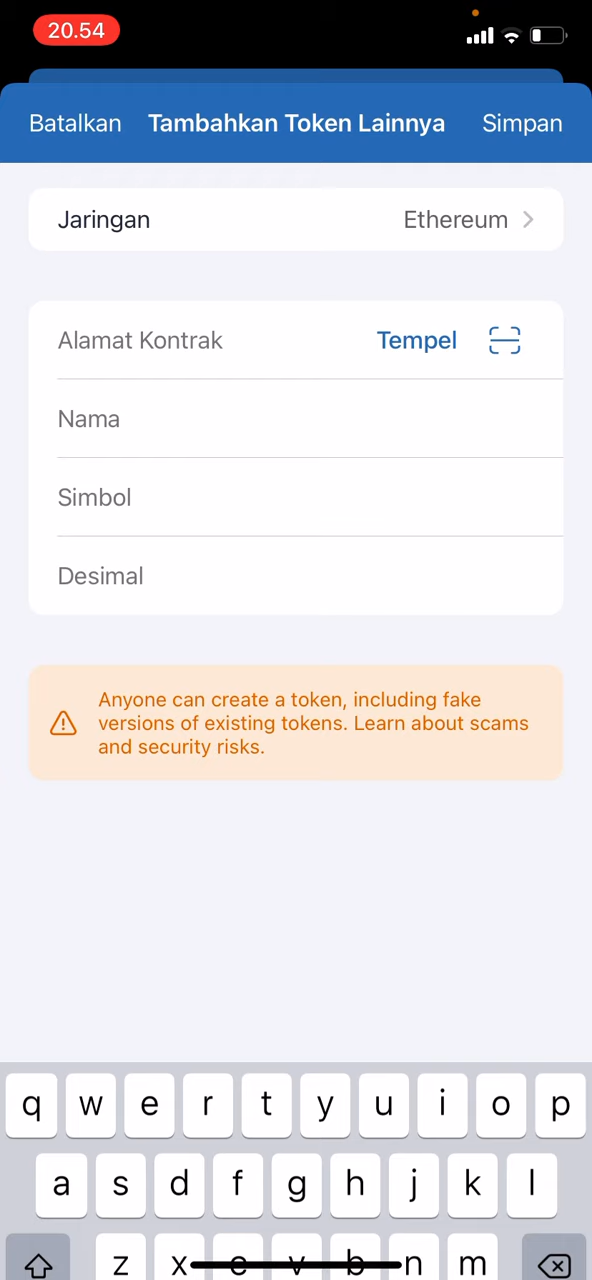 20.54
Batalkan Tambahkan Token Lainnya Simpan
Jaringan Ethereum
Alamat Kontrak Tempel
Nama
Simbol
Desimal
Anyone can create a token, including fake
versions of existing tokens. Learn about scams
and security risks.
q w e r t y u i o p
a s d f g h j k l
z x c v b n m